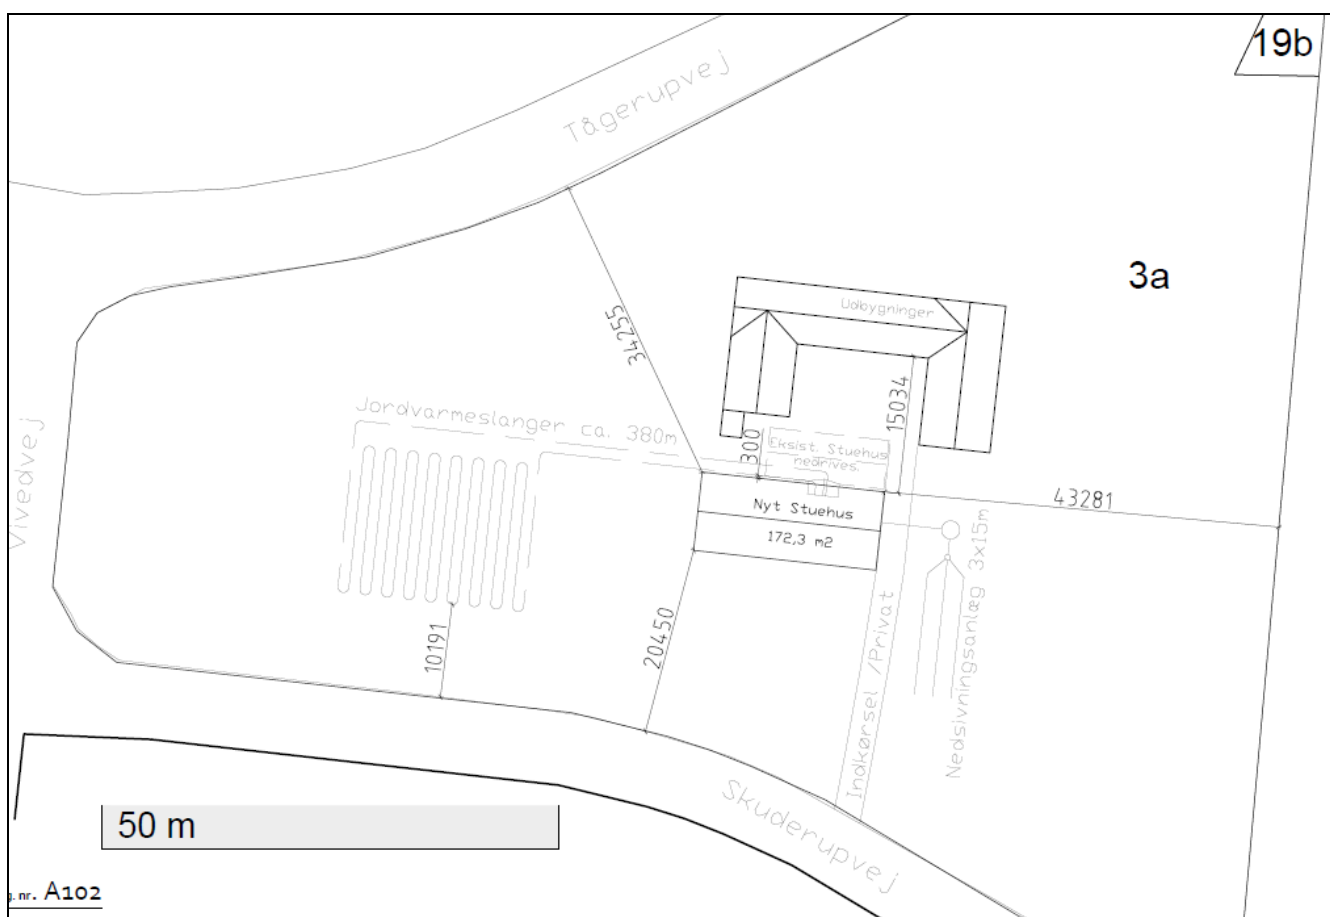 19b
Tågerupvej
3a
Udbygninger
34255
15034
Jordvarmeslanger ca. 380m
300
Eksist. Stuehus
nedrives.
Vivedvej
43281
Nyt Stuehus
172,3 m2
Nedsivningsanlæg 3x15m
20450
10191
Indkørsel /Privat
Skuderupvej
50 m
g. nr. A102